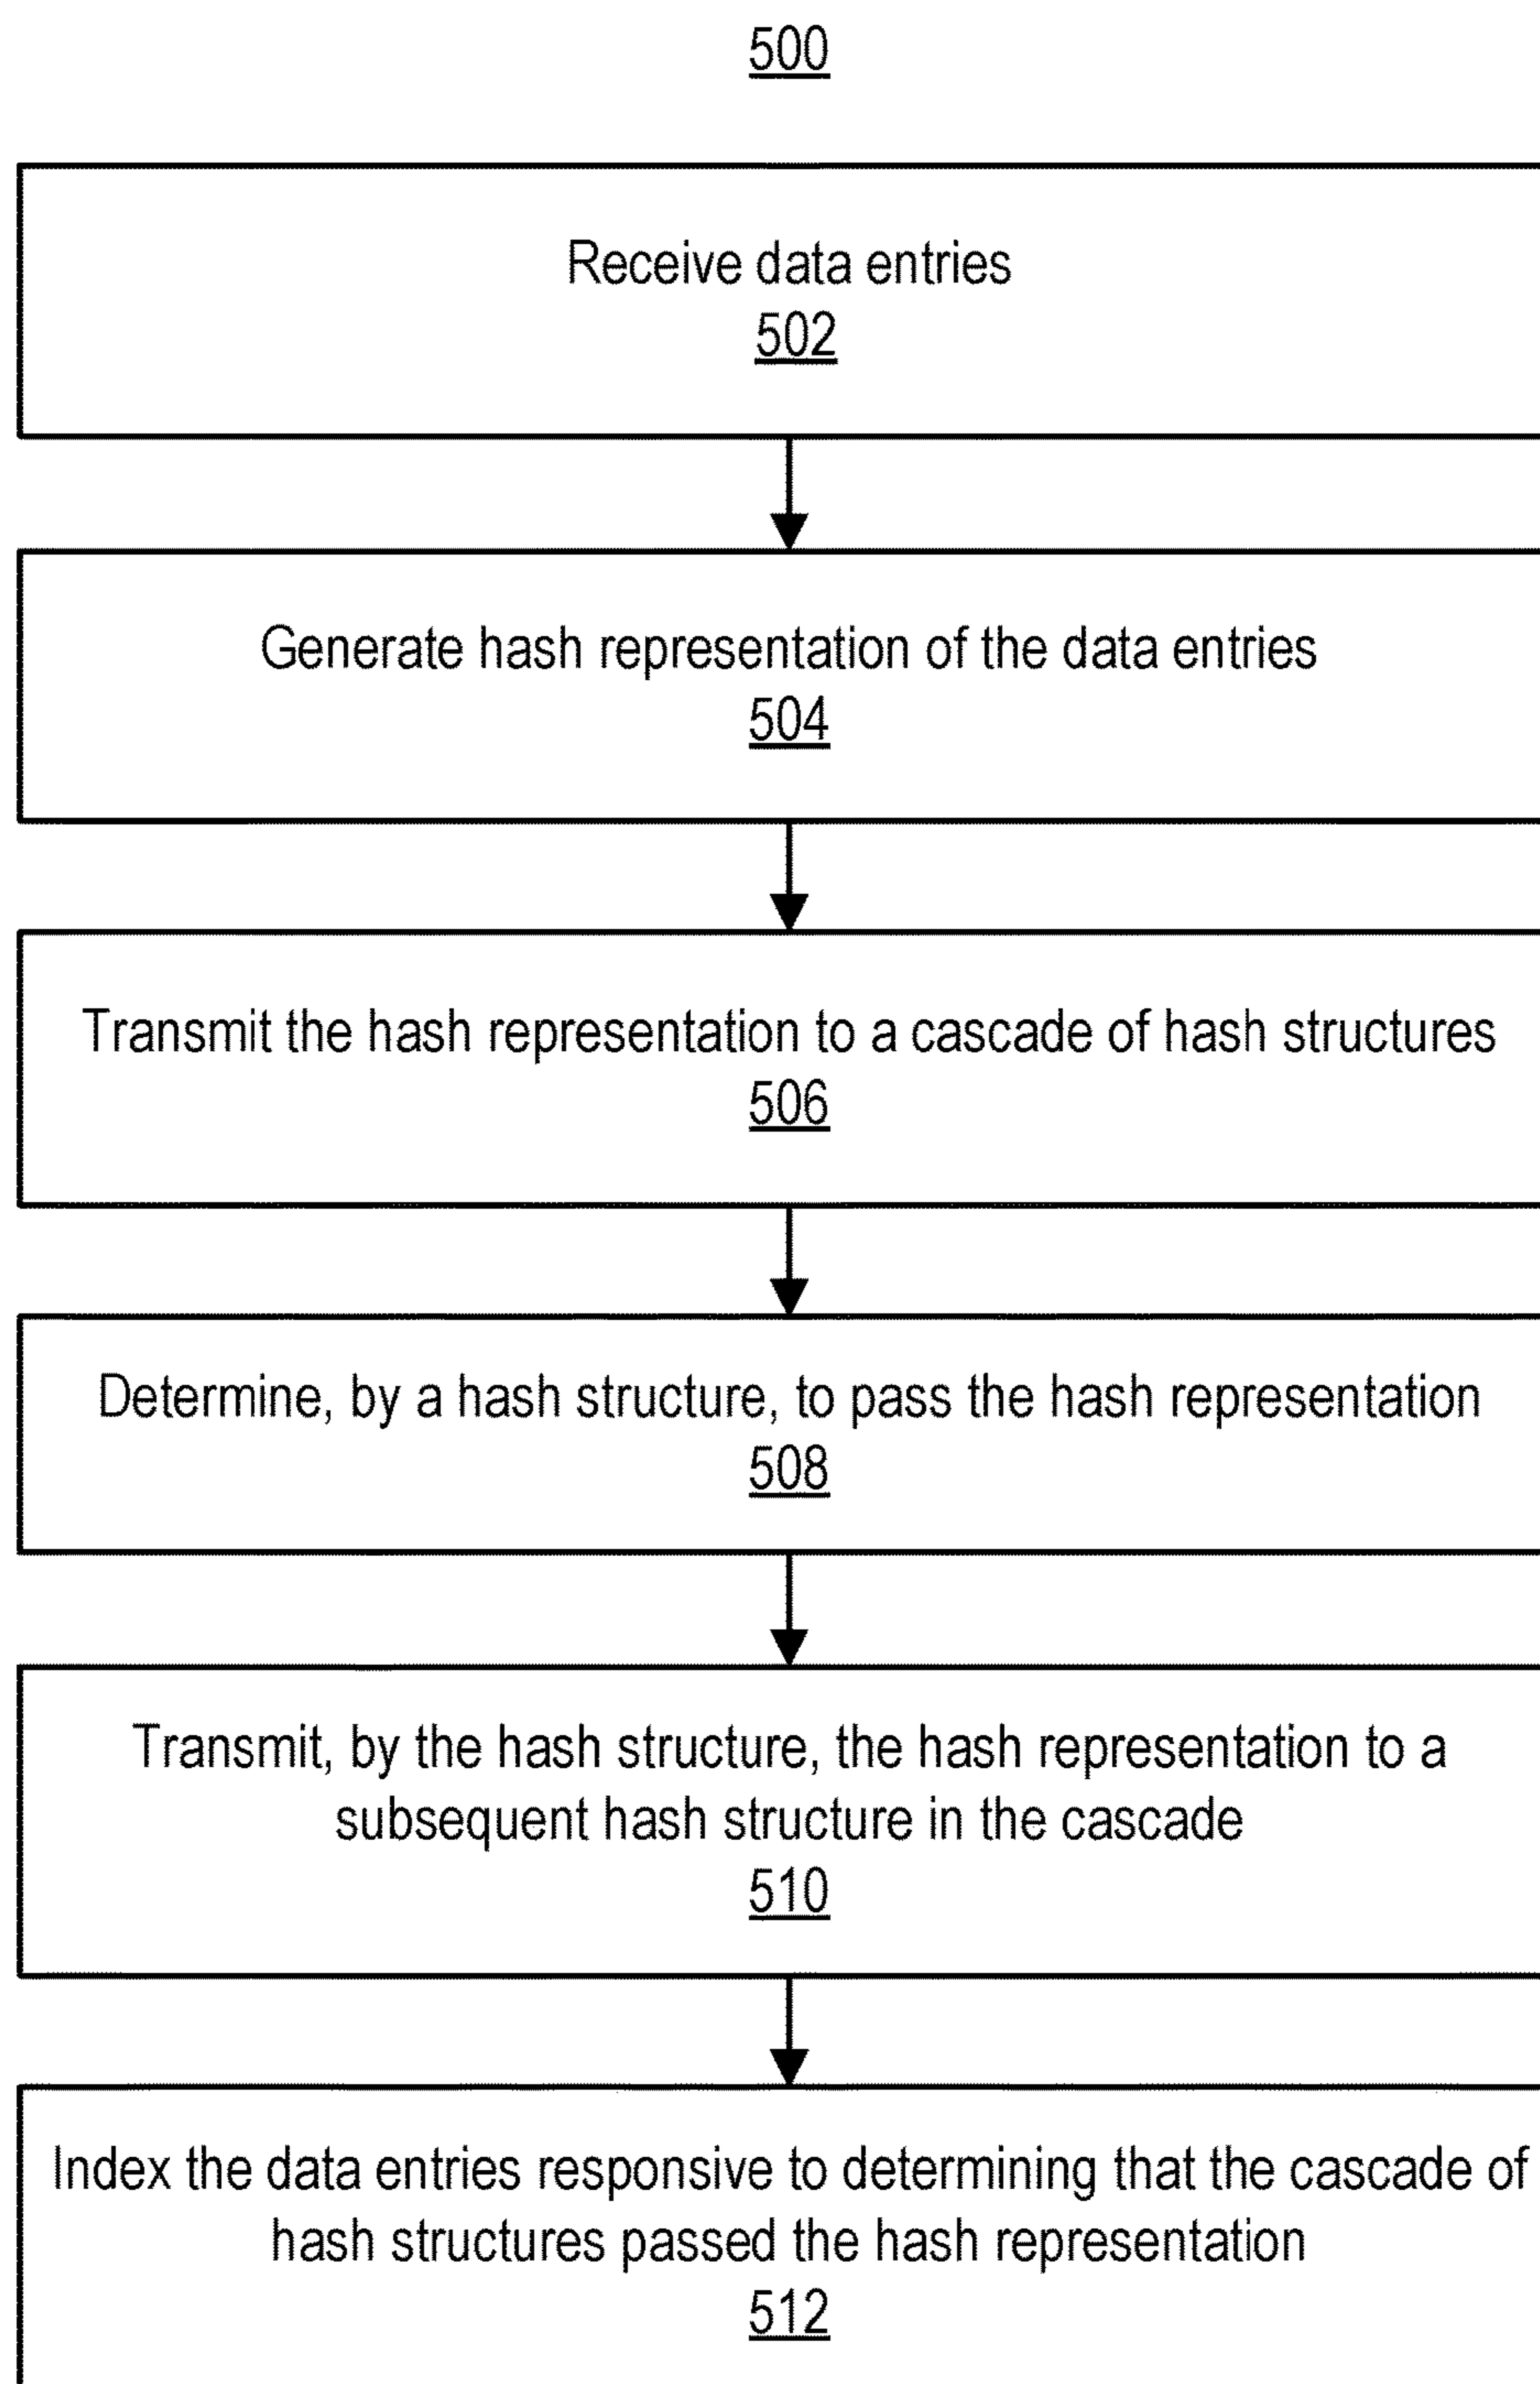 500
Receive data entries
502
Generate hash representation of the data entries
504
Transmit the hash representation to a cascade of hash structures
506
Determine, by a hash structure, to pass the hash representation
508
Transmit, by the hash structure, the hash representation to a
subsequent hash structure in the cascade
510
Index the data entries responsive to determining that the cascade of
hash structures passed the hash representation
512